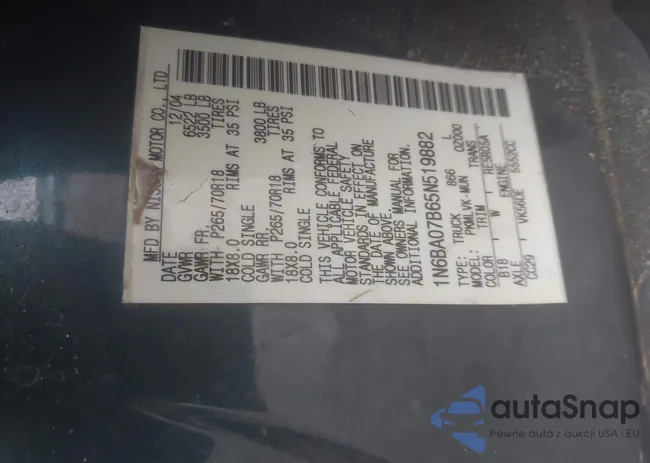 MFD BY NISSAN MOTOR CO., LTD
DATE 12/04
GVWR 6522 LB
GAWR FR. 3500 LB
WITH P265/70R18 TIRES
18X8.0 RIMS AT 35 PSI
COLD SINGLE
GAWR RR. 3800 LB
WITH P265/70R18 TIRES
18X8.0 RIMS AT 35 PSI
COLD SINGLE
THIS VEHICLE CONFORMS TO
ALL APPLICABLE FEDERAL
MOTOR VEHICLE SAFETY
STANDARDS IN EFFECT ON
THE DATE OF MANUFACTURE
SHOWN ABOVE.
SEE OWNERS MANUAL FOR
ADDITIONAL INFORMATION
1N6BA07B65N519682
TYPE: TRUCK 866 L
MODEL: PKMLVK-MUN OZ000
COLOR TRIM TRANS
B18 W RE5R05A
AXLE ENGINE
CC29 VK56DE 5552CC
autaSnap
Pewne auta z aukcji USA i EU